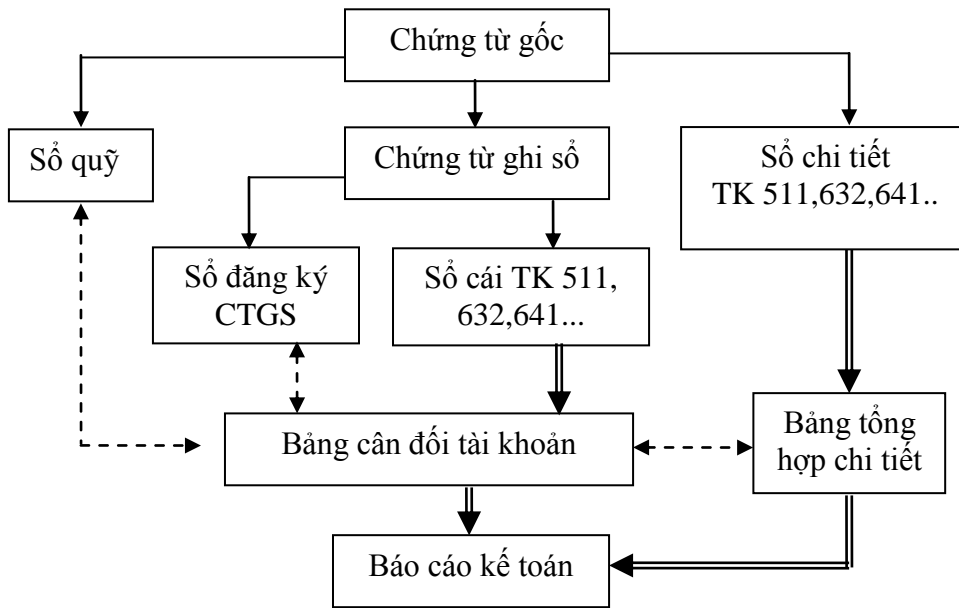 Chứng từ gốc
Sổ quỹ
Chứng từ ghi sổ
Sổ chi tiết
TK 511,632,641..
Sổ đăng ký
CTGS
Sổ cái TK 511,
632,641...
Bảng cân đối tài khoản
Bảng tổng
hợp chi tiết
Báo cáo kế toán